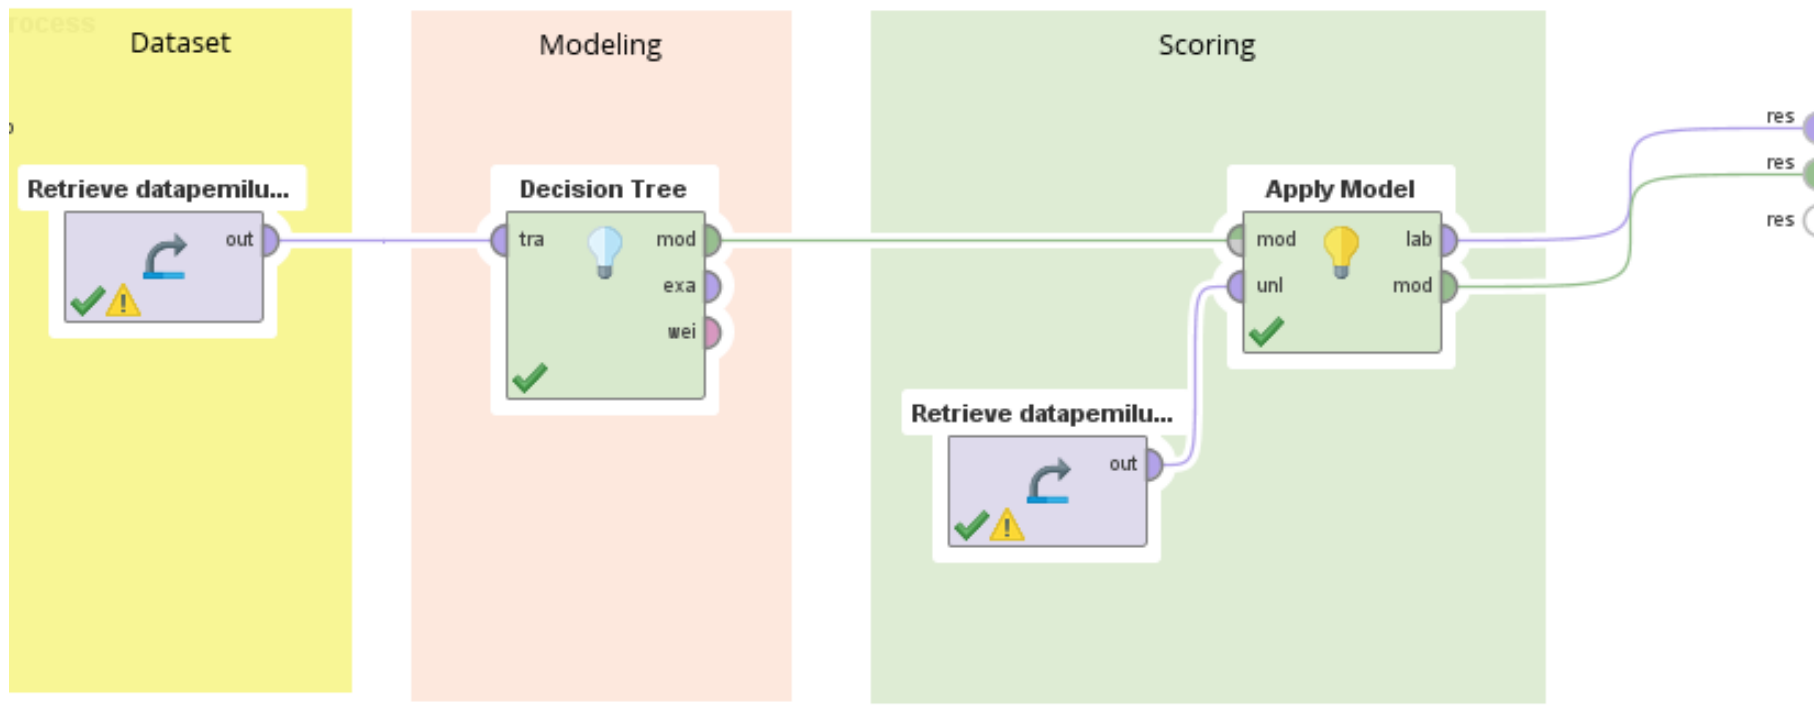 rocess
Dataset
Modeling
Scoring
res
res
res
Retrieve datapemilu...
out
Decision Tree
tra
mod
exa
wei
Apply Model
mod
lab
unl
mod
Retrieve datapemilu...
out